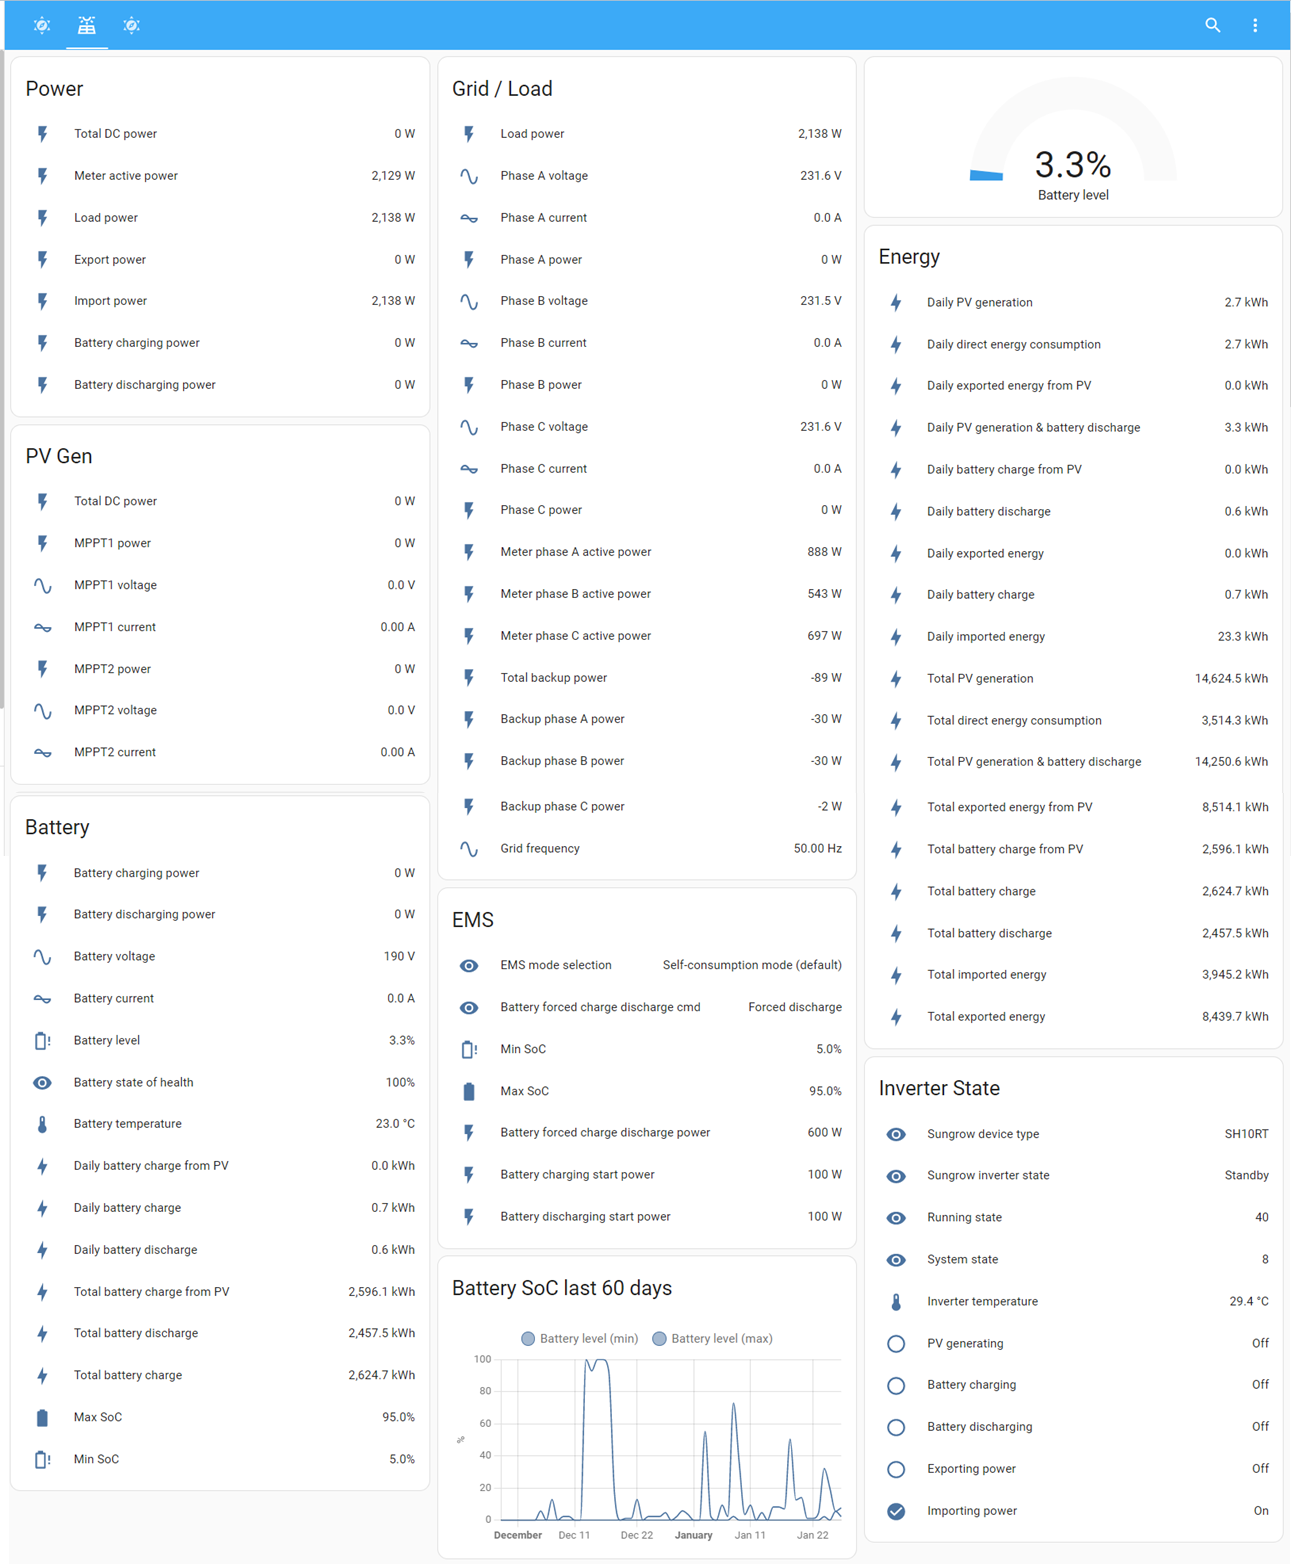 Power
Total DC power 0 W
Meter active power 2,129 W
Load power 2,138 W
Export power 0 W
Import power 2,138 W
Battery charging power 0 W
Battery discharging power 0 W
PV Gen
Total DC power 0 W
MPPT1 power 0 W
MPPT1 voltage 0.0 V
MPPT1 current 0.00 A
MPPT2 power 0 W
MPPT2 voltage 0.0 V
MPPT2 current 0.00 A
Battery
Battery charging power 0 W
Battery discharging power 0 W
Battery voltage 190 V
Battery current 0.0 A
Battery level 3.3%
Battery state of health 100%
Battery temperature 23.0 °C
Daily battery charge from PV 0.0 kWh
Daily battery charge 0.7 kWh
Daily battery discharge 0.6 kWh
Total battery charge from PV 2,596.1 kWh
Total battery discharge 2,457.5 kWh
Total battery charge 2,624.7 kWh
Max SoC 95.0%
Min SoC 5.0%
Grid / Load
Load power 2,138 W
Phase A voltage 231.6 V
Phase A current 0.0 A
Phase A power 0 W
Phase B voltage 231.5 V
Phase B current 0.0 A
Phase B power 0 W
Phase C voltage 231.6 V
Phase C current 0.0 A
Phase C power 0 W
Meter phase A active power 888 W
Meter phase B active power 543 W
Meter phase C active power 697 W
Total backup power -89 W
Backup phase A power -30 W
Backup phase B power -30 W
Backup phase C power -2 W
Grid frequency 50.00 Hz
EMS
EMS mode selection Self-consumption mode (default)
Battery forced charge discharge cmd Forced discharge
Min SoC 5.0%
Max SoC 95.0%
Battery forced charge discharge power 600 W
Battery charging start power 100 W
Battery discharging start power 100 W
Battery SoC last 60 days
Battery level (min) Battery level (max)
100
80
60
%
40
20
0
December Dec 11 Dec 22 January Jan 11 Jan 22
3.3%
Battery level
Energy
Daily PV generation 2.7 kWh
Daily direct energy consumption 2.7 kWh
Daily exported energy from PV 0.0 kWh
Daily PV generation & battery discharge 3.3 kWh
Daily battery charge from PV 0.0 kWh
Daily battery discharge 0.6 kWh
Daily exported energy 0.0 kWh
Daily battery charge 0.7 kWh
Daily imported energy 23.3 kWh
Total PV generation 14,624.5 kWh
Total direct energy consumption 3,514.3 kWh
Total PV generation & battery discharge 14,250.6 kWh
Total exported energy from PV 8,514.1 kWh
Total battery charge from PV 2,596.1 kWh
Total battery charge 2,624.7 kWh
Total battery discharge 2,457.5 kWh
Total imported energy 3,945.2 kWh
Total exported energy 8,439.7 kWh
Inverter State
Sungrow device type SH10RT
Sungrow inverter state Standby
Running state 40
System state 8
Inverter temperature 29.4 °C
PV generating Off
Battery charging Off
Battery discharging Off
Exporting power Off
Importing power On